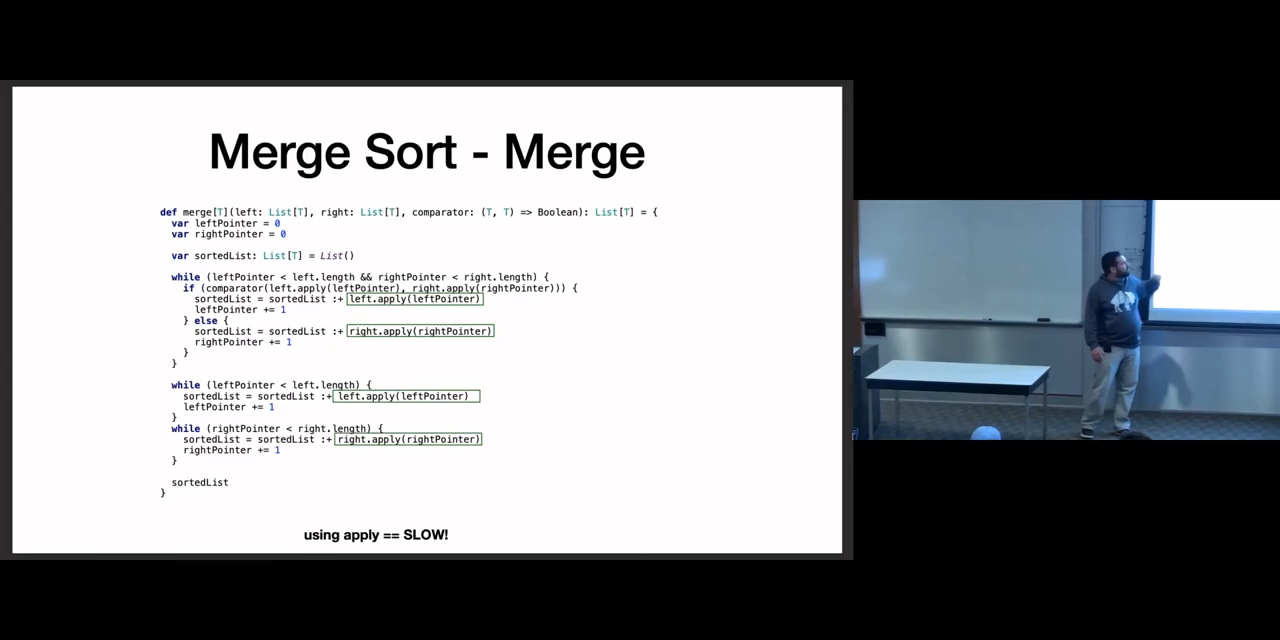 Merge Sort - Merge
def merge[T](left: List[T], right: List[T], comparator: (T, T) => Boolean): List[T] = {
  var leftPointer = 0
  var rightPointer = 0

  var sortedList: List[T] = List()

  while (leftPointer < left.length && rightPointer < right.length) {
    if (comparator(left.apply(leftPointer), right.apply(rightPointer))) {
      sortedList = sortedList :+ left.apply(leftPointer)
      leftPointer += 1
    } else {
      sortedList = sortedList :+ right.apply(rightPointer)
      rightPointer += 1
    }
  }

  while (leftPointer < left.length) {
    sortedList = sortedList :+ left.apply(leftPointer)
    leftPointer += 1
  }
  while (rightPointer < right.length) {
    sortedList = sortedList :+ right.apply(rightPointer)
    rightPointer += 1
  }

  sortedList
}
using apply == SLOW!